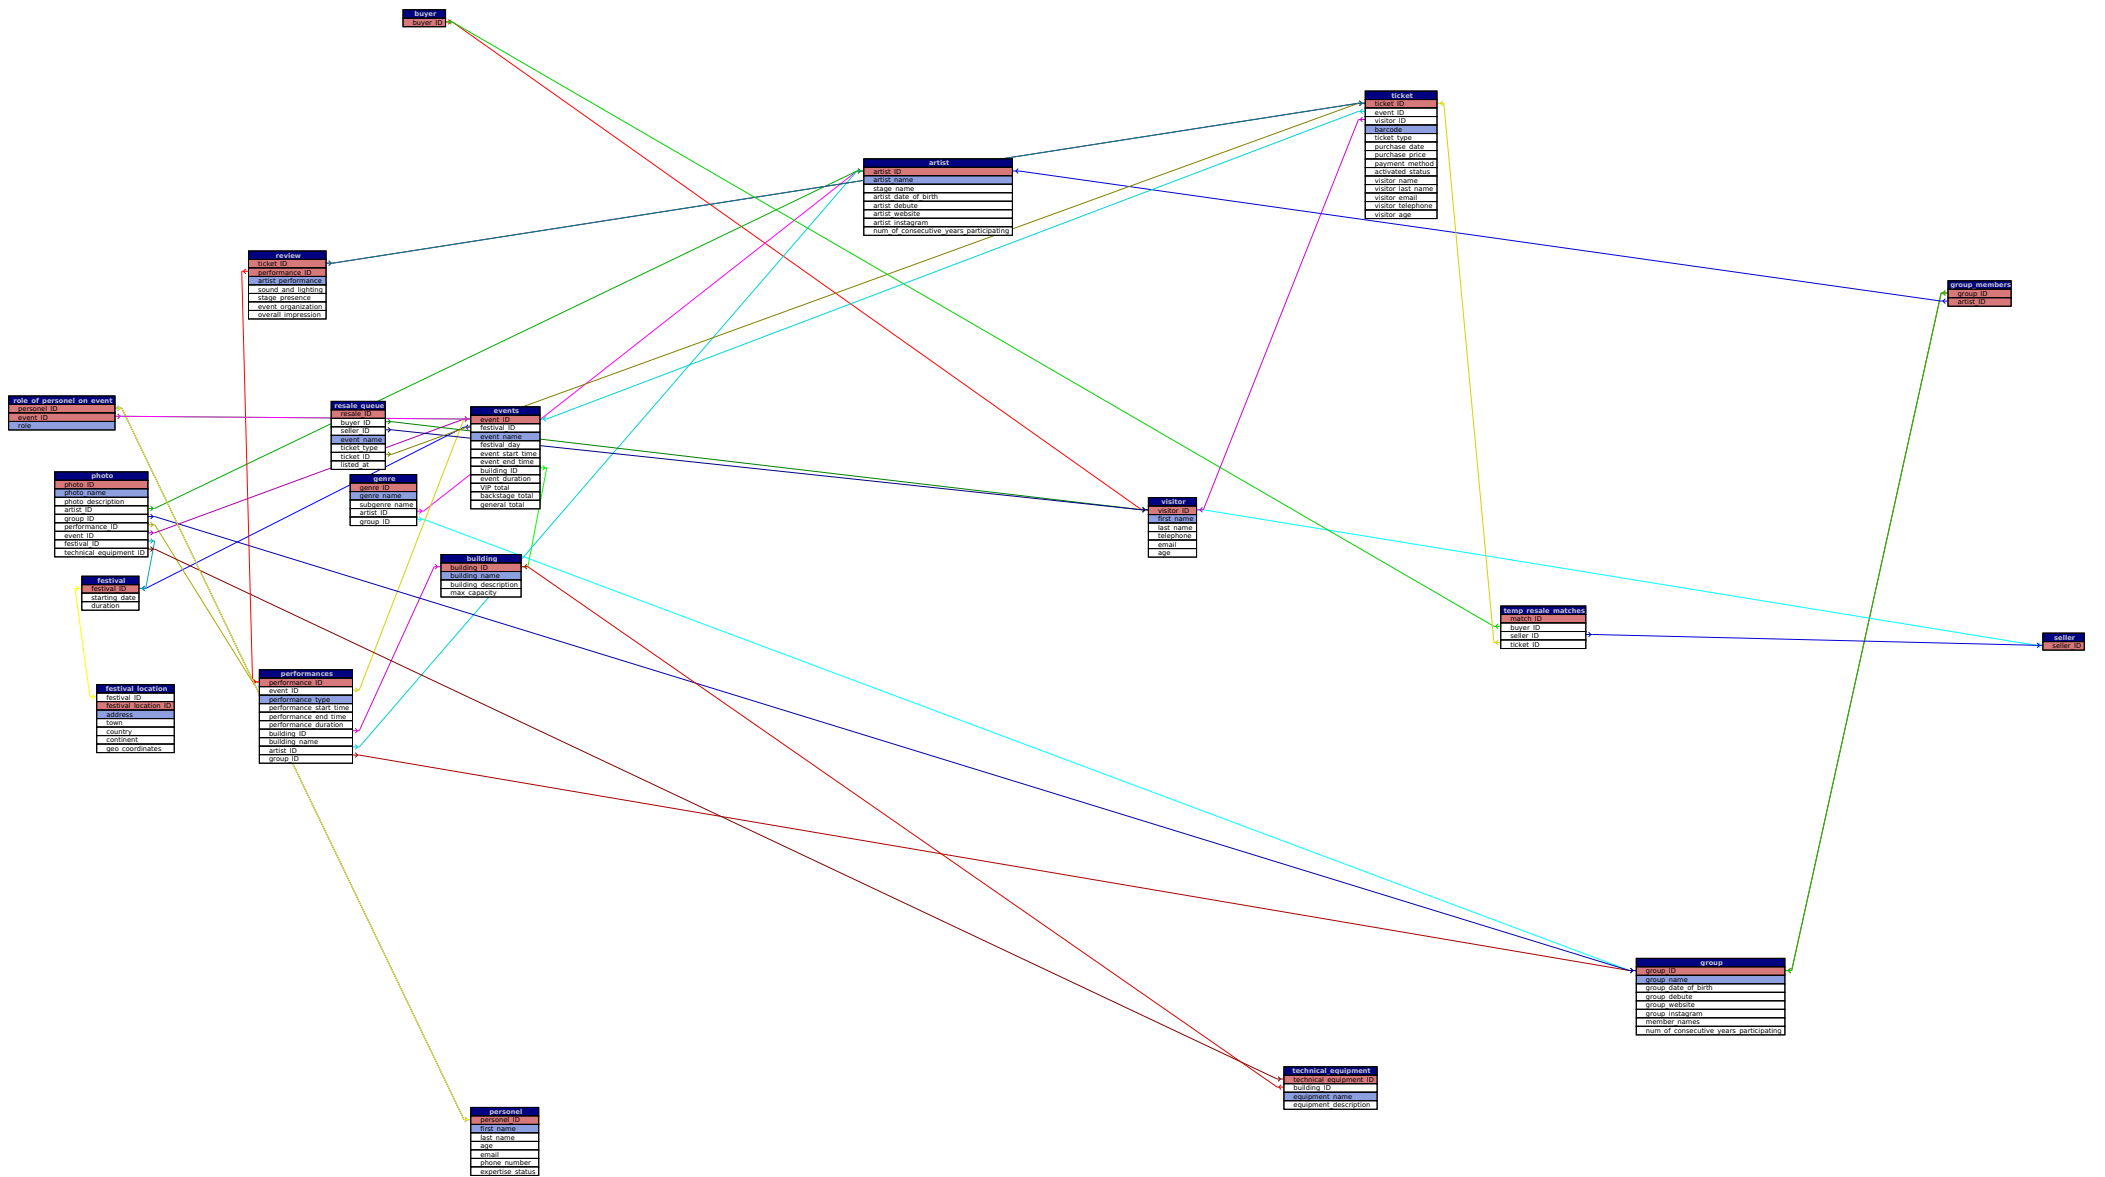 buyer
buyer_ID
ticket
ticket_ID
event_ID
visitor_ID
barcode
ticket_type
purchase_date
purchase_price
payment_method
activated_status
visitor_name
visitor_last_name
visitor_email
visitor_telephone
visitor_age
artist
artist_ID
artist_name
stage_name
artist_date_of_birth
artist_debute
artist_website
artist_instagram
num_of_consecutive_years_participating
review
ticket_ID
performance_ID
artist_performance
sound_and_lighting
stage_presence
event_organization
overall_impression
group_members
group_ID
artist_ID
role_of_personel_on_event
personel_ID
event_ID
role
resale_queue
resale_ID
buyer_ID
seller_ID
event_name
ticket_type
ticket_ID
listed_at
events
event_ID
festival_ID
event_name
festival_day
event_start_time
event_end_time
building_ID
event_duration
VIP_total
backstage_total
general_total
photo
photo_ID
photo_name
photo_description
artist_ID
group_ID
performance_ID
event_ID
festival_ID
technical_equipment_ID
genre
genre_ID
genre_name
subgenre_name
artist_ID
group_ID
visitor
visitor_ID
first_name
last_name
telephone
email
age
building
building_ID
building_name
building_description
max_capacity
festival
festival_ID
starting_date
duration
temp_resale_matches
match_ID
buyer_ID
seller_ID
ticket_ID
seller
seller_ID
performances
performance_ID
event_ID
performance_type
performance_start_time
performance_end_time
performance_duration
building_ID
building_name
artist_ID
group_ID
festival_location
festival_ID
festival_location_ID
address
town
country
continent
geo_coordinates
group
group_ID
group_name
group_date_of_birth
group_debute
group_website
group_instagram
member_names
num_of_consecutive_years_participating
technical_equipment
technical_equipment_ID
building_ID
equipment_name
equipment_description
personel
personel_ID
first_name
last_name
age
email
phone_number
expertise_status